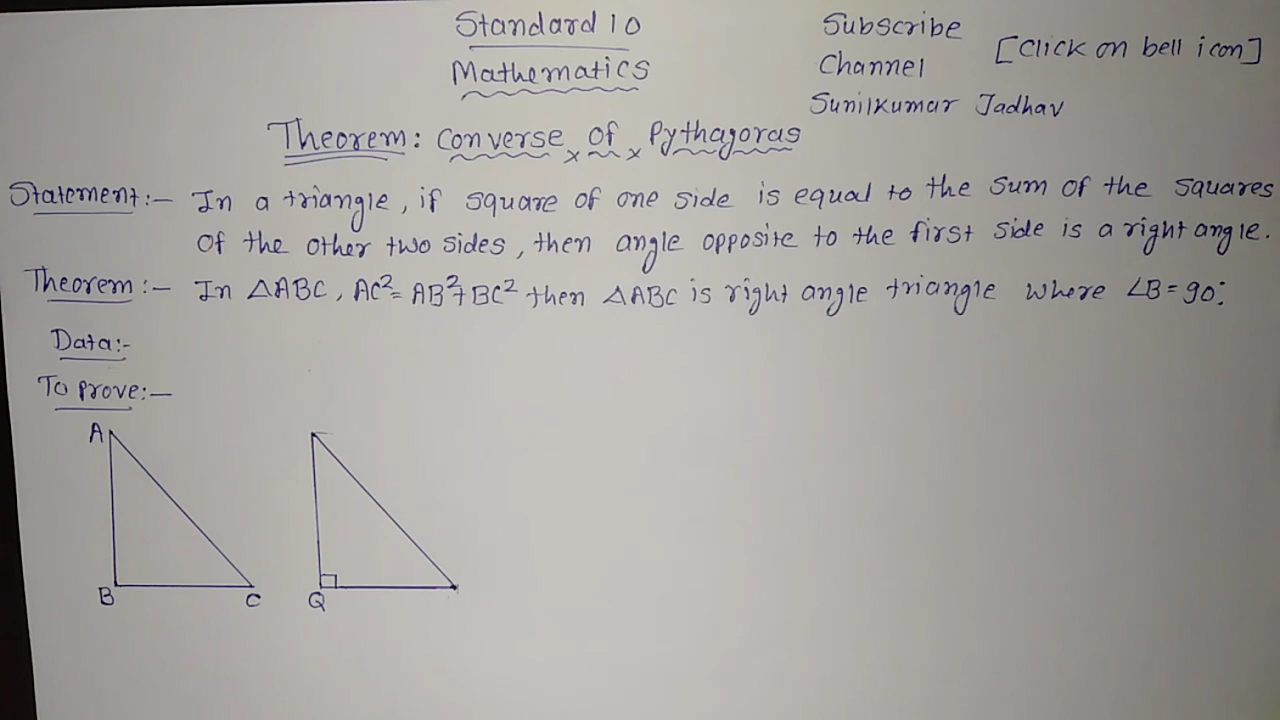 Standard 10
Mathematics
Subscribe
Channel
[Click on bell icon]
Sunilkumar Jadhav
Theorem: Converse of Pythagoras
Statement:- In a triangle, if square of one side is equal to the sum of the squares
of the other two sides, then angle opposite to the first side is a right angle.
Theorem:- In △ABC, AC²= AB²+BC² then △ABC is right angle triangle where ∠B=90°.
Data:-
To prove:-
A
B C Q